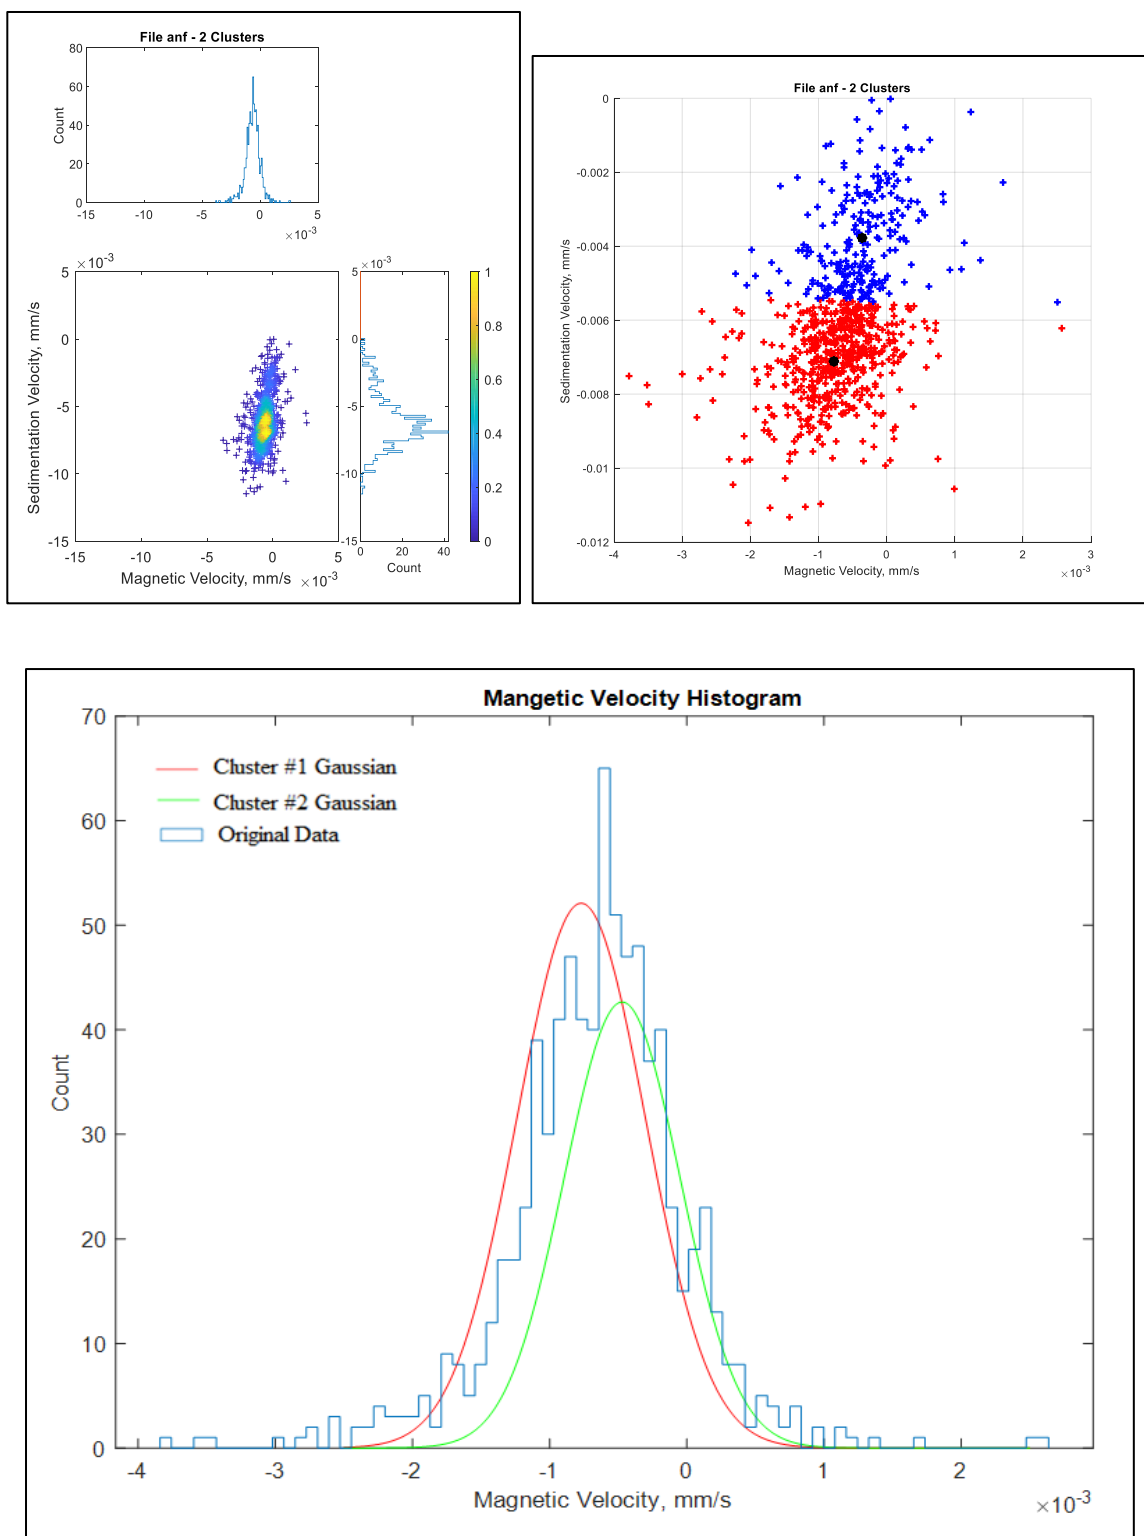 File anf - 2 Clusters
80
60
40
20
0
Count
-15 -10 -5 0 5
×10⁻³
5 ×10⁻³
0
-5
-10
-15
Sedimentation Velocity, mm/s
-15 -10 -5 0 5
Magnetic Velocity, mm/s ×10⁻³
5 ×10⁻³
0
-5
-10
-15
0 20 40
Count
1
0.8
0.6
0.4
0.2
0
File anf - 2 Clusters
0
-0.002
-0.004
-0.006
-0.008
-0.01
-0.012
Sedimentation Velocity, mm/s
-4 -3 -2 -1 0 1 2 3
Magnetic Velocity, mm/s
×10⁻³
Mangetic Velocity Histogram
70
60
50
40
30
20
10
0
Count
Cluster #1 Gaussian
Cluster #2 Gaussian
Original Data
-4 -3 -2 -1 0 1 2
Magnetic Velocity, mm/s
×10⁻³